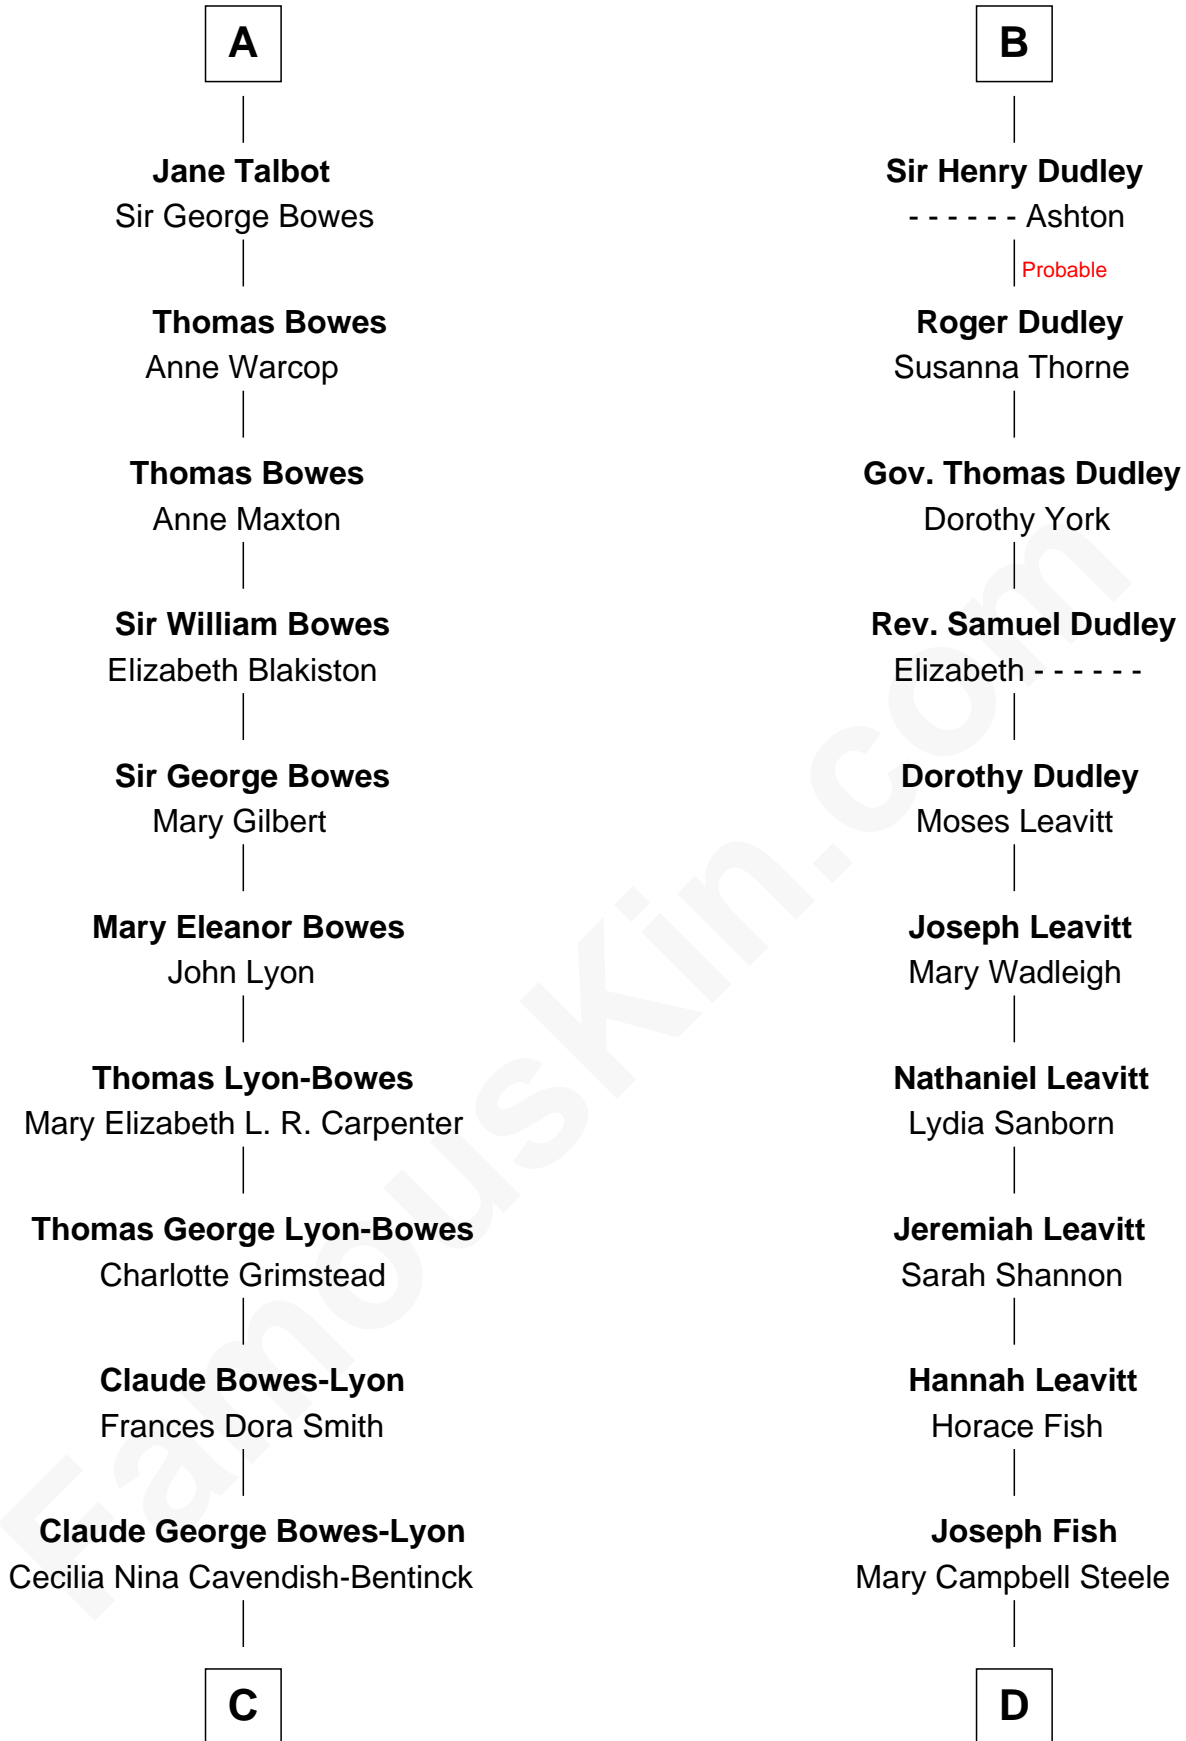 A
Jane Talbot
Sir George Bowes
Thomas Bowes
Anne Warcop
Thomas Bowes
Anne Maxton
Sir William Bowes
Elizabeth Blakiston
Sir George Bowes
Mary Gilbert
Mary Eleanor Bowes
John Lyon
Thomas Lyon-Bowes
Mary Elizabeth L. R. Carpenter
Thomas George Lyon-Bowes
Charlotte Grimstead
Claude Bowes-Lyon
Frances Dora Smith
Claude George Bowes-Lyon
Cecilia Nina Cavendish-Bentinck
C
B
Sir Henry Dudley
- - - - - - Ashton
Probable
Roger Dudley
Susanna Thorne
Gov. Thomas Dudley
Dorothy York
Rev. Samuel Dudley
Elizabeth - - - - - -
Dorothy Dudley
Moses Leavitt
Joseph Leavitt
Mary Wadleigh
Nathaniel Leavitt
Lydia Sanborn
Jeremiah Leavitt
Sarah Shannon
Hannah Leavitt
Horace Fish
Joseph Fish
Mary Campbell Steele
D
FamousKin.com